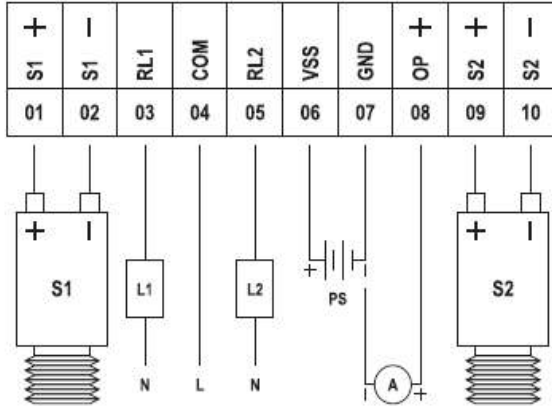 + − + + −
S1 S1 RL1 COM RL2 VSS GND OP S2 S2
01 02 03 04 05 06 07 08 09 10
+ − + −
S1 L1 L2 + − PS S2
N L N − A +